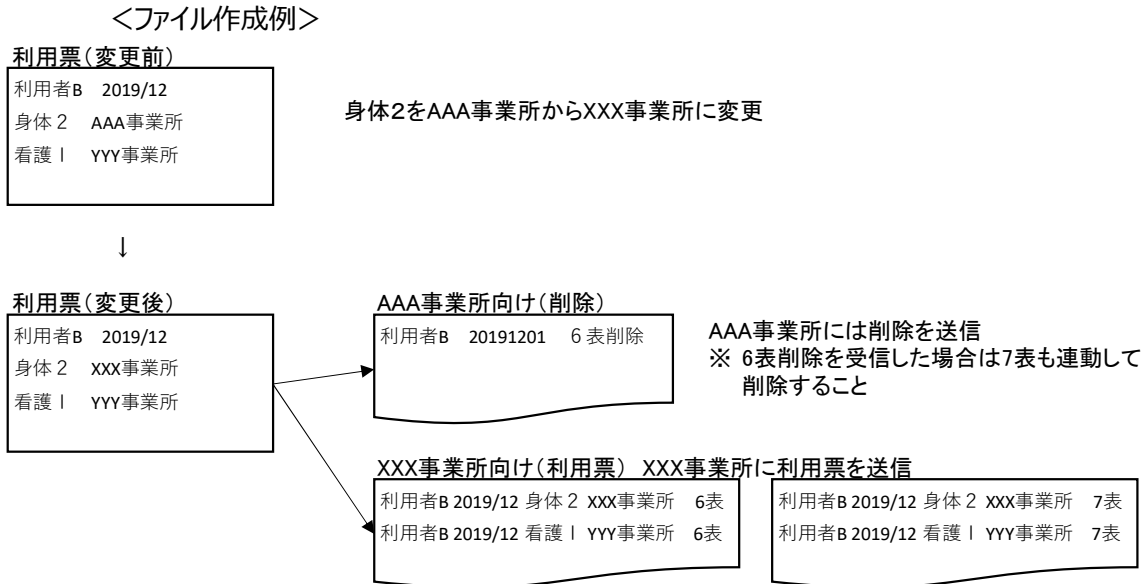 ＜ファイル作成例＞
利用票（変更前）
利用者B 2019/12
身体２ AAA事業所
看護Ⅰ YYY事業所
身体２をAAA事業所からXXX事業所に変更
↓
利用票（変更後）
利用者B 2019/12
身体２ XXX事業所
看護Ⅰ YYY事業所
AAA事業所向け（削除）
利用者B 20191201 ６表削除
AAA事業所には削除を送信
※ 6表削除を受信した場合は7表も連動して
削除すること
XXX事業所向け（利用票） XXX事業所に利用票を送信
利用者B 2019/12 身体２ XXX事業所 6表
利用者B 2019/12 看護Ⅰ YYY事業所 6表
利用者B 2019/12 身体２ XXX事業所 7表
利用者B 2019/12 看護Ⅰ YYY事業所 7表